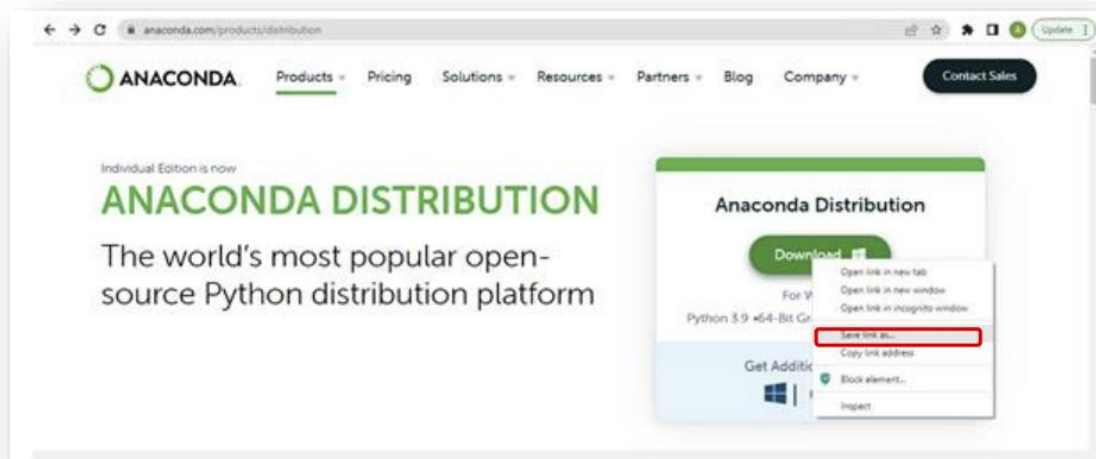 anaconda.com/products/distribution
Update
ANACONDA.
Products
Pricing
Solutions
Resources
Partners
Blog
Company
Contact Sales
Individual Edition is now
ANACONDA DISTRIBUTION
The world's most popular open-
source Python distribution platform
Anaconda Distribution
Download
For
Python 3.9 •64-Bit
Get
Open link in new tab
Open link in new window
Open link in incognito window
Save link as...
Copy link address
Block element...
Inspect